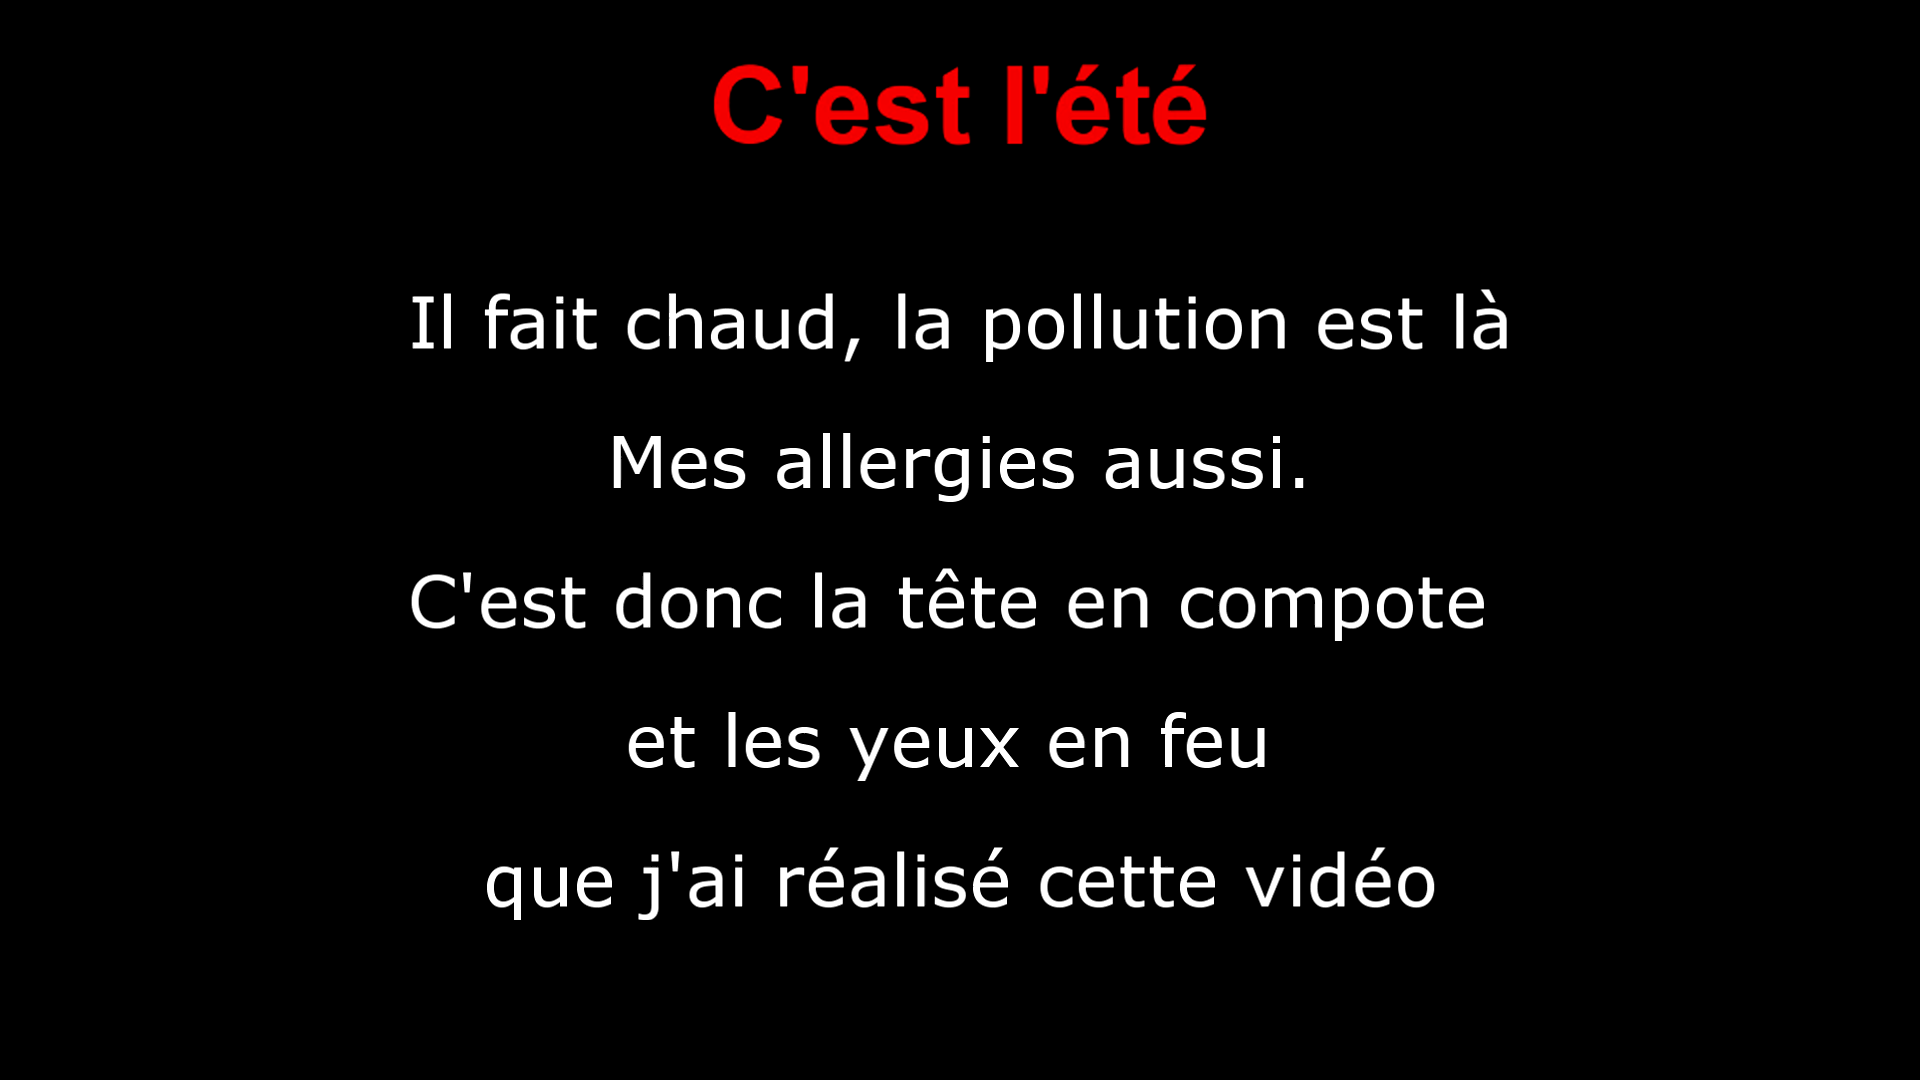 C'est l'été
Il fait chaud, la pollution est là
Mes allergies aussi.
C'est donc la tête en compote
et les yeux en feu
que j'ai réalisé cette vidéo